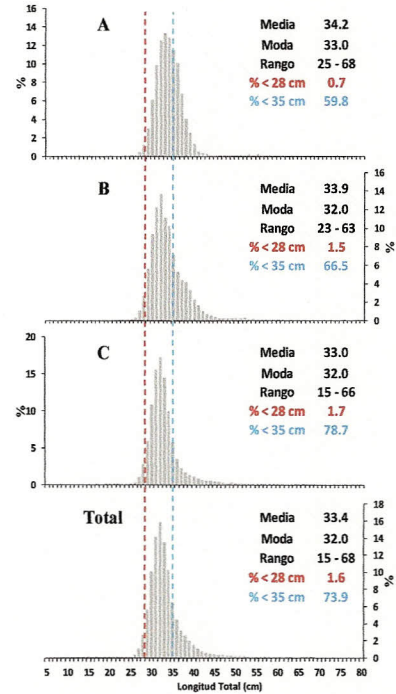 16
14
12
10
8
6
4
2
0
%
A
Media 34.2
Moda 33.0
Rango 25 - 68
% < 28 cm 0.7
% < 35 cm 59.8
B
Media 33.9
Moda 32.0
Rango 23 - 63
% < 28 cm 1.5
% < 35 cm 66.5
16
14
12
10
8
6
4
2
0
%
20
15
10
5
0
%
C
Media 33.0
Moda 32.0
Rango 15 - 66
% < 28 cm 1.7
% < 35 cm 78.7
Total
Media 33.4
Moda 32.0
Rango 15 - 68
% < 28 cm 1.6
% < 35 cm 73.9
18
16
14
12
10
8
6
4
2
0
%
5 10 15 20 25 30 35 40 45 50 55 60 65 70 75 80
Longitud Total (cm)